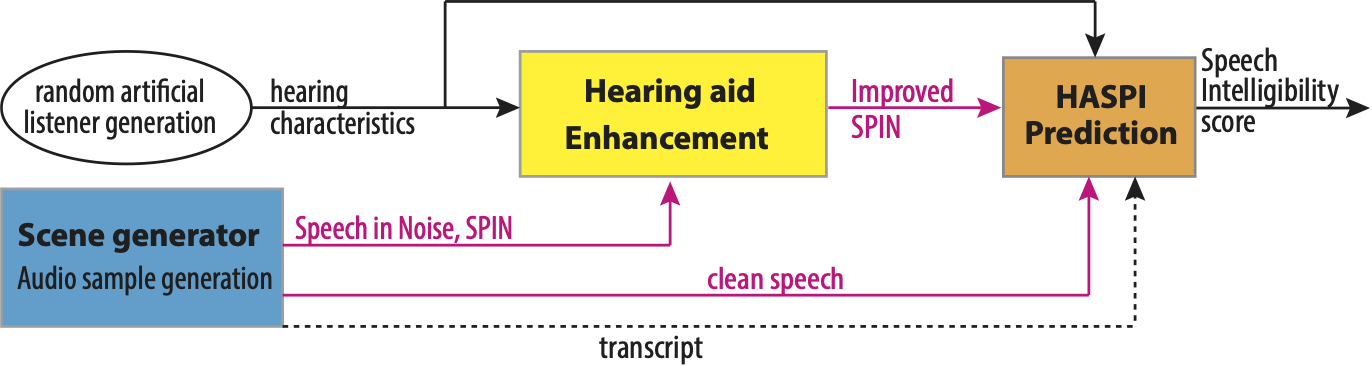 random artificial
listener generation
hearing
characteristics
Hearing aid
Enhancement
Improved
SPIN
HASPI
Prediction
Speech
Intelligibility
score
Scene generator
Audio sample generation
Speech in Noise, SPIN
clean speech
transcript